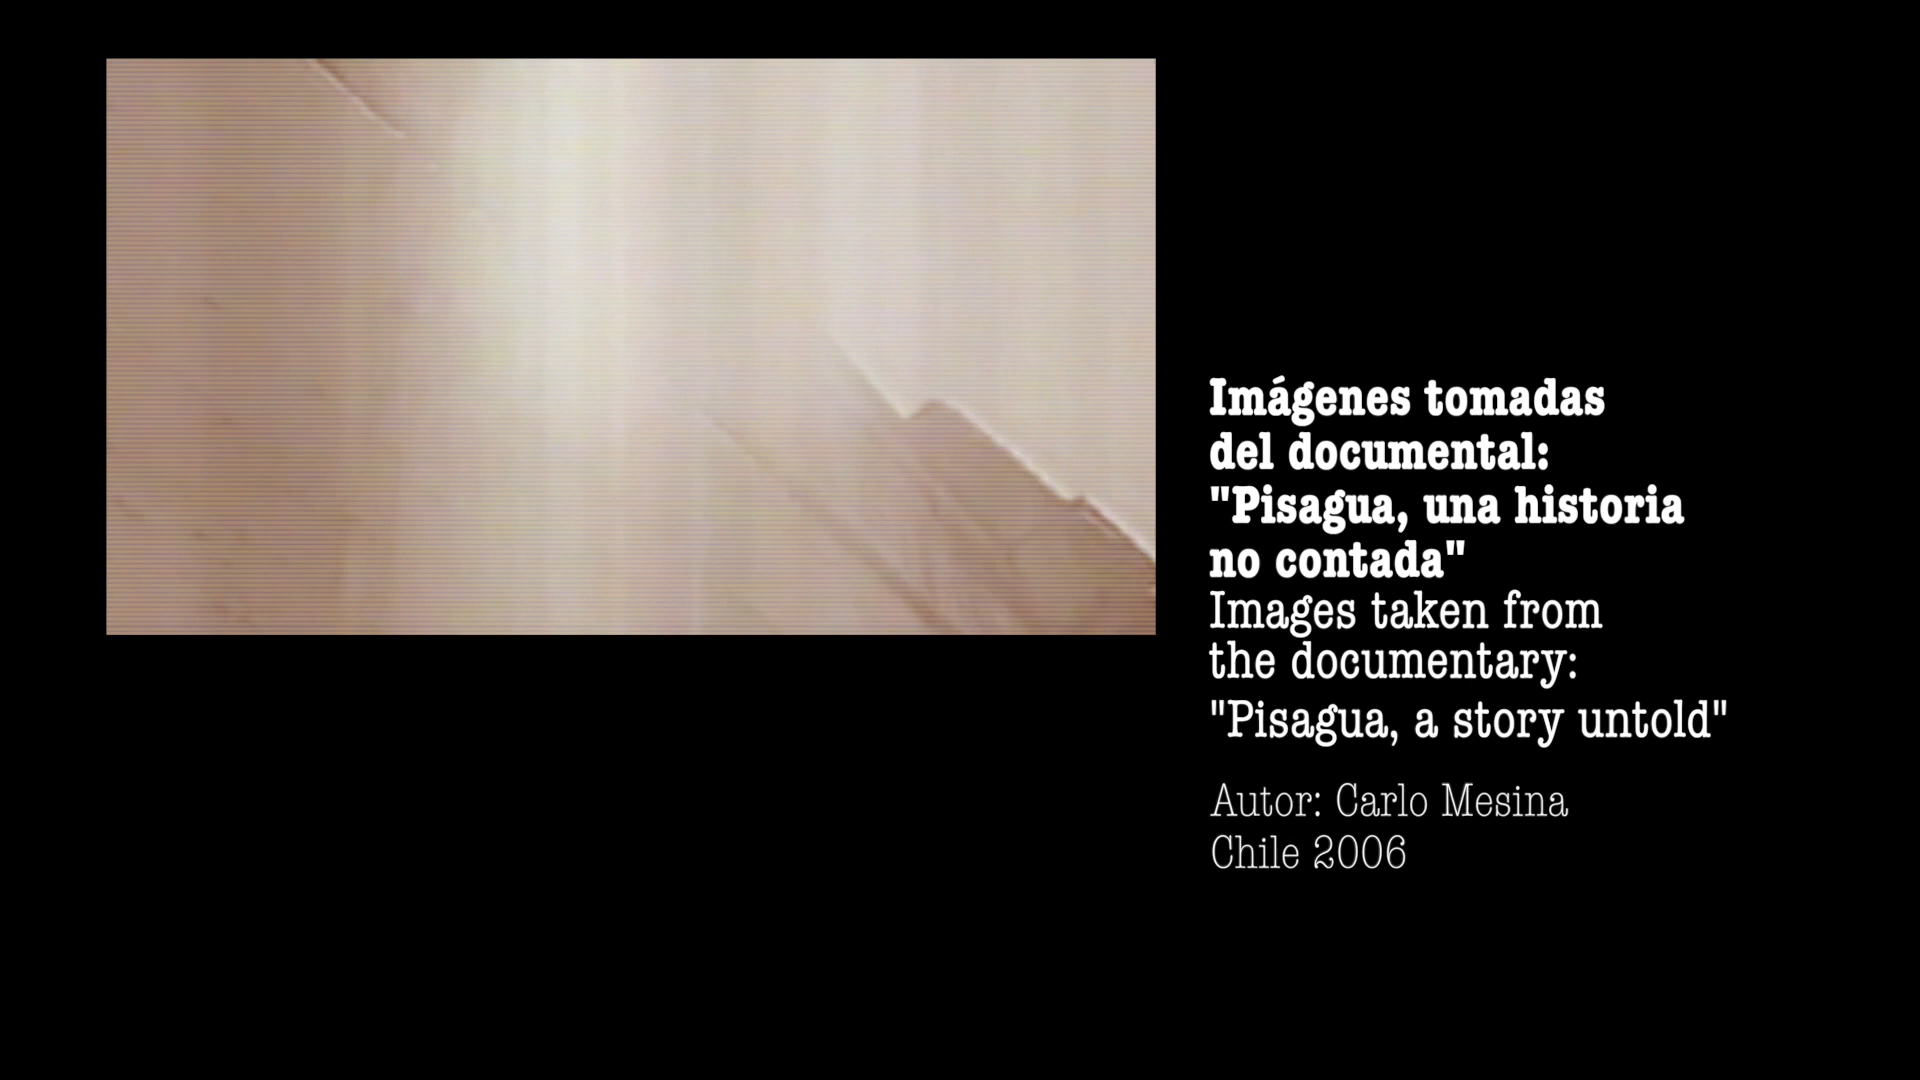 Imágenes tomadas
del documental:
"Pisagua, una historia
no contada"
Images taken from
the documentary:
"Pisagua, a story untold"
Autor: Carlo Mesina
Chile 2006